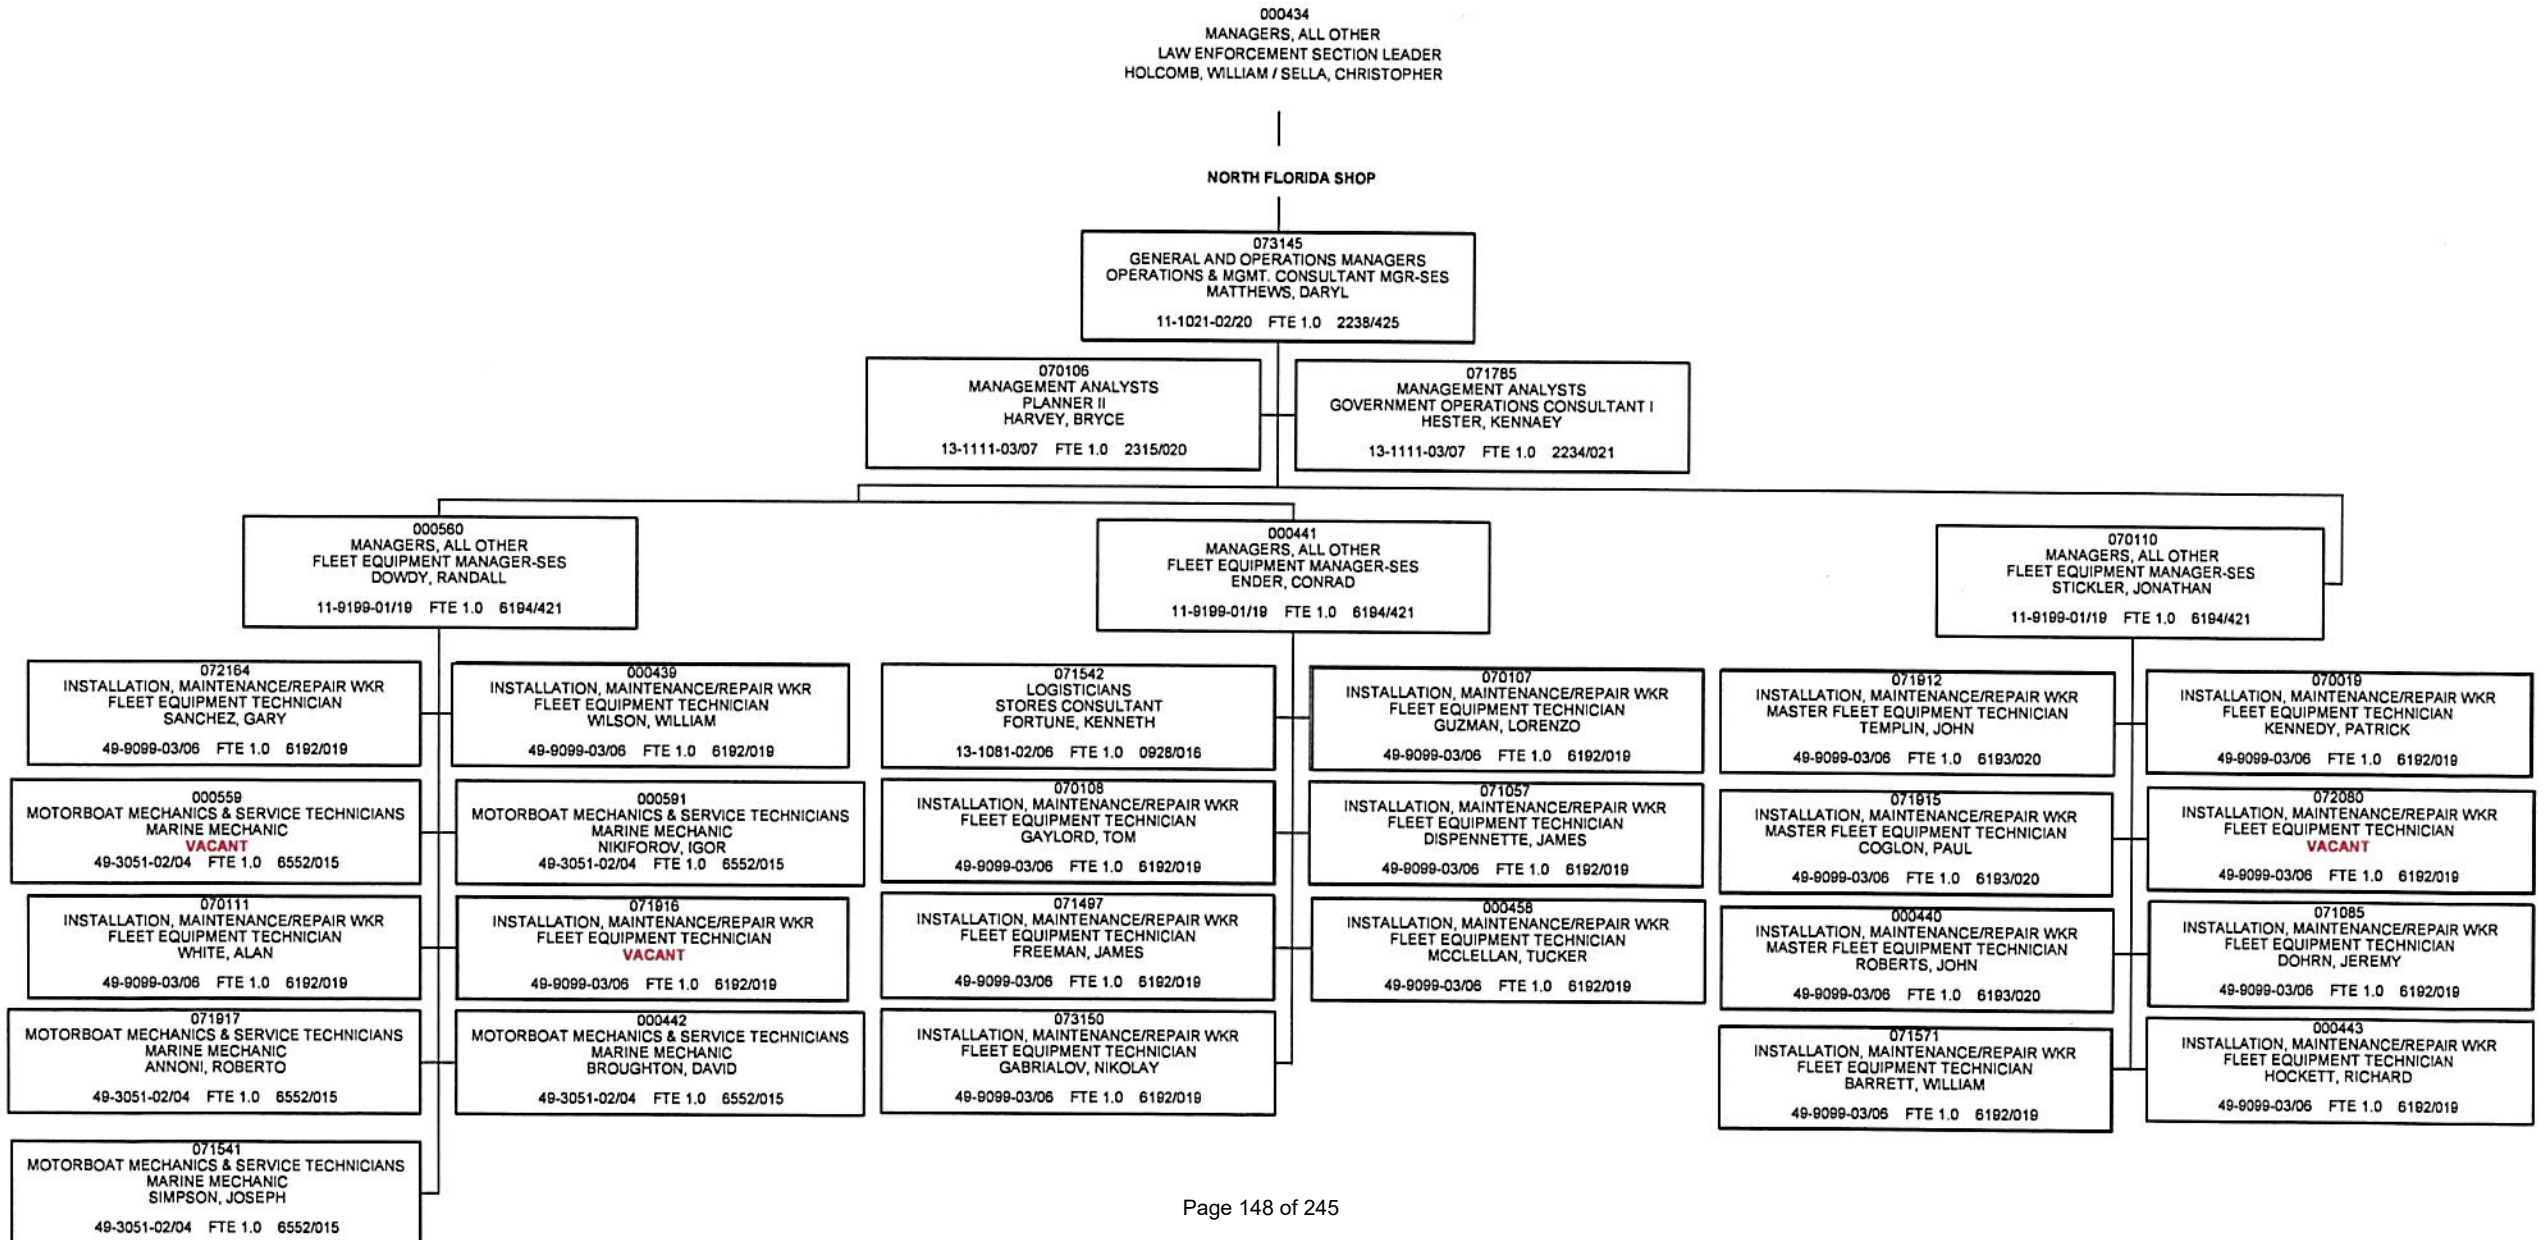 000434
MANAGERS, ALL OTHER
LAW ENFORCEMENT SECTION LEADER
HOLCOMB, WILLIAM / SELLA, CHRISTOPHER
NORTH FLORIDA SHOP
073145
GENERAL AND OPERATIONS MANAGERS
OPERATIONS & MGMT. CONSULTANT MGR-SES
MATTHEWS, DARYL
11-1021-02/20 FTE 1.0 2238/425
070106
MANAGEMENT ANALYSTS
PLANNER II
HARVEY, BRYCE
13-1111-03/07 FTE 1.0 2315/020
071785
MANAGEMENT ANALYSTS
GOVERNMENT OPERATIONS CONSULTANT I
HESTER, KENNAEY
13-1111-03/07 FTE 1.0 2234/021
000560
MANAGERS, ALL OTHER
FLEET EQUIPMENT MANAGER-SES
DOWDY, RANDALL
11-9199-01/19 FTE 1.0 6194/421
000441
MANAGERS, ALL OTHER
FLEET EQUIPMENT MANAGER-SES
ENDER, CONRAD
11-9199-01/19 FTE 1.0 6194/421
070110
MANAGERS, ALL OTHER
FLEET EQUIPMENT MANAGER-SES
STICKLER, JONATHAN
11-9199-01/19 FTE 1.0 6194/421
072164
INSTALLATION, MAINTENANCE/REPAIR WKR
FLEET EQUIPMENT TECHNICIAN
SANCHEZ, GARY
49-9099-03/06 FTE 1.0 6192/019
000439
INSTALLATION, MAINTENANCE/REPAIR WKR
FLEET EQUIPMENT TECHNICIAN
WILSON, WILLIAM
49-9099-03/06 FTE 1.0 6192/019
000559
MOTORBOAT MECHANICS & SERVICE TECHNICIANS
MARINE MECHANIC
VACANT
49-3051-02/04 FTE 1.0 6552/015
000591
MOTORBOAT MECHANICS & SERVICE TECHNICIANS
MARINE MECHANIC
NIKIFOROV, IGOR
49-3051-02/04 FTE 1.0 6552/015
070111
INSTALLATION, MAINTENANCE/REPAIR WKR
FLEET EQUIPMENT TECHNICIAN
WHITE, ALAN
49-9099-03/06 FTE 1.0 6192/019
071916
INSTALLATION, MAINTENANCE/REPAIR WKR
FLEET EQUIPMENT TECHNICIAN
VACANT
49-9099-03/06 FTE 1.0 6192/019
071917
MOTORBOAT MECHANICS & SERVICE TECHNICIANS
MARINE MECHANIC
ANNONI, ROBERTO
49-3051-02/04 FTE 1.0 6552/015
000442
MOTORBOAT MECHANICS & SERVICE TECHNICIANS
MARINE MECHANIC
BROUGHTON, DAVID
49-3051-02/04 FTE 1.0 6552/015
071541
MOTORBOAT MECHANICS & SERVICE TECHNICIANS
MARINE MECHANIC
SIMPSON, JOSEPH
49-3051-02/04 FTE 1.0 6552/015
071542
LOGISTICIANS
STORES CONSULTANT
FORTUNE, KENNETH
13-1081-02/06 FTE 1.0 0928/016
070107
INSTALLATION, MAINTENANCE/REPAIR WKR
FLEET EQUIPMENT TECHNICIAN
GUZMAN, LORENZO
49-9099-03/06 FTE 1.0 6192/019
070108
INSTALLATION, MAINTENANCE/REPAIR WKR
FLEET EQUIPMENT TECHNICIAN
GAYLORD, TOM
49-9099-03/06 FTE 1.0 6192/019
071057
INSTALLATION, MAINTENANCE/REPAIR WKR
FLEET EQUIPMENT TECHNICIAN
DISPENNETTE, JAMES
49-9099-03/06 FTE 1.0 6192/019
071497
INSTALLATION, MAINTENANCE/REPAIR WKR
FLEET EQUIPMENT TECHNICIAN
FREEMAN, JAMES
49-9099-03/06 FTE 1.0 6192/019
000458
INSTALLATION, MAINTENANCE/REPAIR WKR
FLEET EQUIPMENT TECHNICIAN
MCCLELLAN, TUCKER
49-9099-03/06 FTE 1.0 6192/019
073150
INSTALLATION, MAINTENANCE/REPAIR WKR
FLEET EQUIPMENT TECHNICIAN
GABRIALOV, NIKOLAY
49-9099-03/06 FTE 1.0 6192/019
071912
INSTALLATION, MAINTENANCE/REPAIR WKR
MASTER FLEET EQUIPMENT TECHNICIAN
TEMPLIN, JOHN
49-9099-03/06 FTE 1.0 6193/020
070019
INSTALLATION, MAINTENANCE/REPAIR WKR
FLEET EQUIPMENT TECHNICIAN
KENNEDY, PATRICK
49-9099-03/06 FTE 1.0 6192/019
071915
INSTALLATION, MAINTENANCE/REPAIR WKR
MASTER FLEET EQUIPMENT TECHNICIAN
COGLON, PAUL
49-9099-03/06 FTE 1.0 6193/020
072080
INSTALLATION, MAINTENANCE/REPAIR WKR
FLEET EQUIPMENT TECHNICIAN
VACANT
49-9099-03/06 FTE 1.0 6192/019
000440
INSTALLATION, MAINTENANCE/REPAIR WKR
MASTER FLEET EQUIPMENT TECHNICIAN
ROBERTS, JOHN
49-9099-03/06 FTE 1.0 6193/020
071085
INSTALLATION, MAINTENANCE/REPAIR WKR
FLEET EQUIPMENT TECHNICIAN
DOHRN, JEREMY
49-9099-03/06 FTE 1.0 6192/019
071571
INSTALLATION, MAINTENANCE/REPAIR WKR
FLEET EQUIPMENT TECHNICIAN
BARRETT, WILLIAM
49-9099-03/06 FTE 1.0 6192/019
000443
INSTALLATION, MAINTENANCE/REPAIR WKR
FLEET EQUIPMENT TECHNICIAN
HOCKETT, RICHARD
49-9099-03/06 FTE 1.0 6192/019
Page 148 of 245